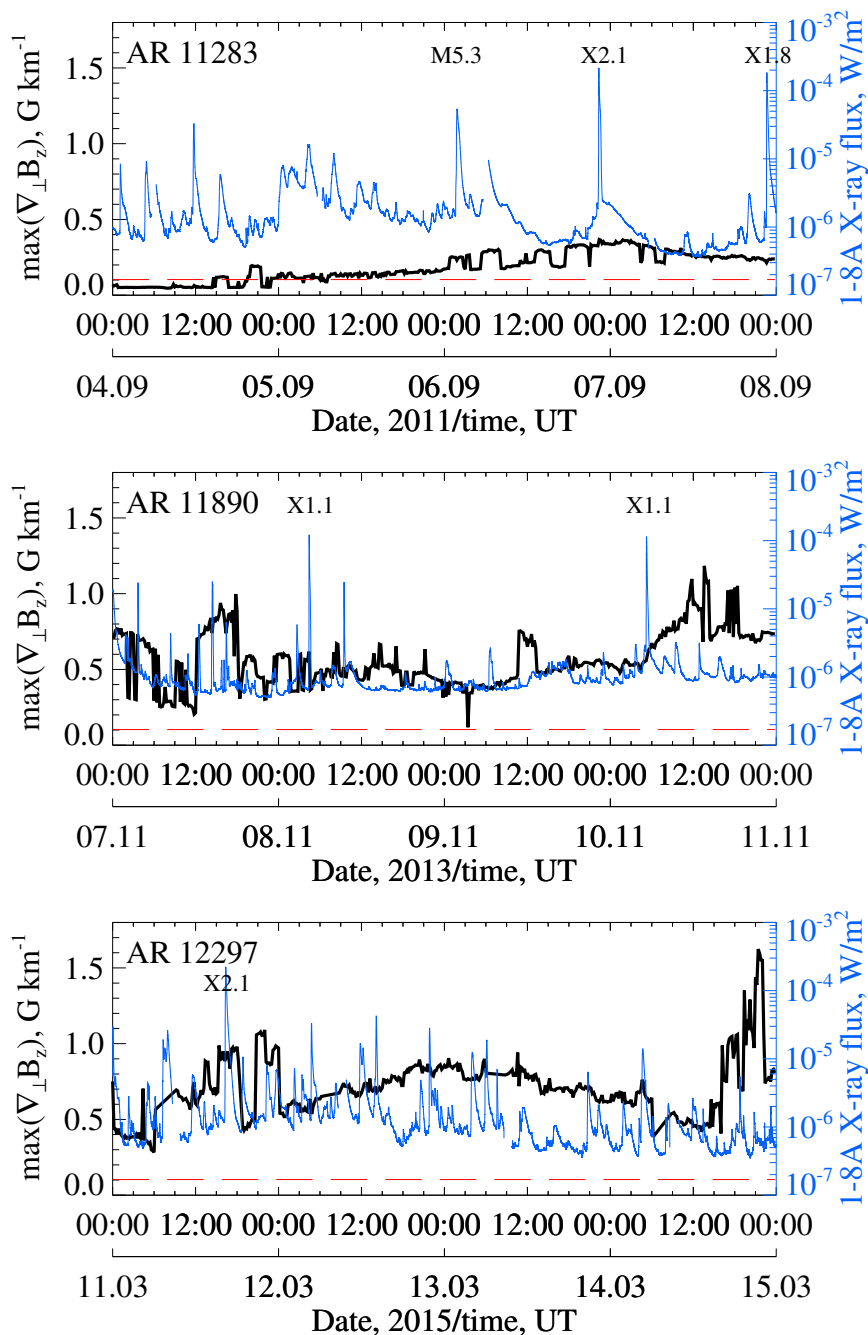 AR 11283
M5.3
X2.1
X1.8
max(∇⊥Bz), G km-1
1.5
1.0
0.5
0.0
10-32
10-4
10-5
10-6
10-7
1-8A X-ray flux, W/m2
00:00 12:00 00:00 12:00 00:00 12:00 00:00 12:00 00:00
04.09 05.09 06.09 07.09 08.09
Date, 2011/time, UT
AR 11890
X1.1
X1.1
max(∇⊥Bz), G km-1
1.5
1.0
0.5
0.0
10-32
10-4
10-5
10-6
10-7
1-8A X-ray flux, W/m2
00:00 12:00 00:00 12:00 00:00 12:00 00:00 12:00 00:00
07.11 08.11 09.11 10.11 11.11
Date, 2013/time, UT
AR 12297
X2.1
max(∇⊥Bz), G km-1
1.5
1.0
0.5
0.0
10-32
10-4
10-5
10-6
10-7
1-8A X-ray flux, W/m2
00:00 12:00 00:00 12:00 00:00 12:00 00:00 12:00 00:00
11.03 12.03 13.03 14.03 15.03
Date, 2015/time, UT